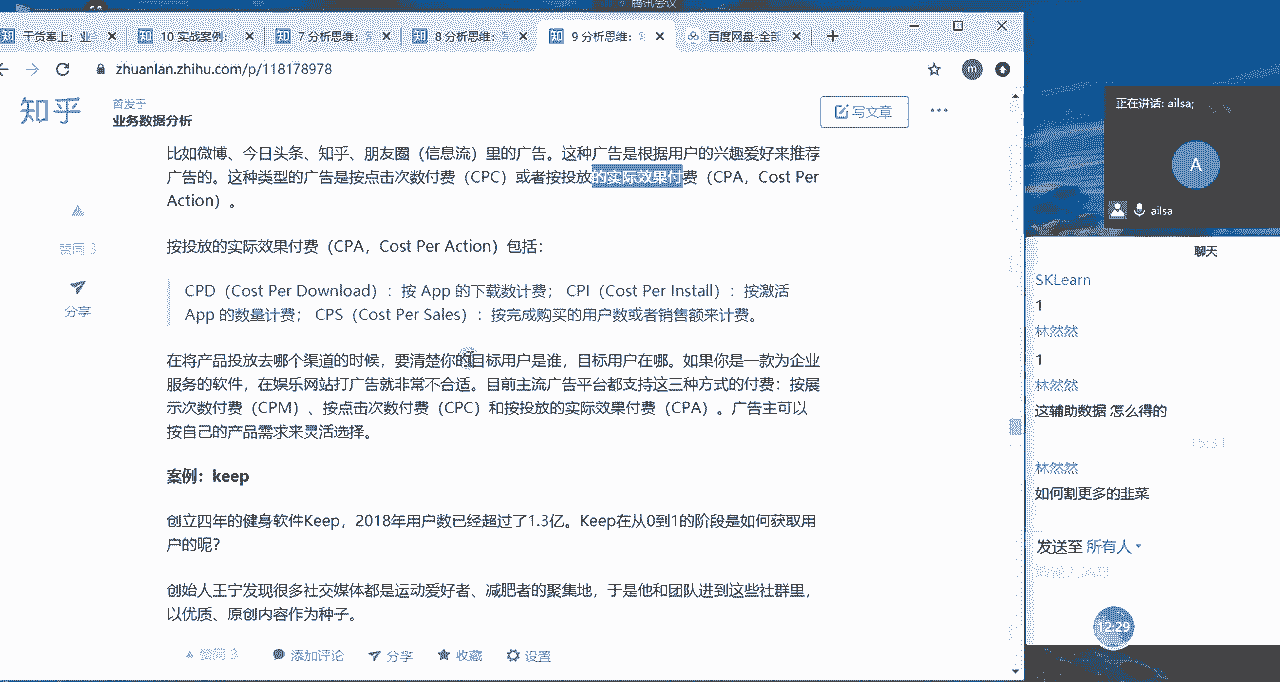 腾讯会议
干货塞上：业
10 实战案例：
7 分析思维：
8 分析思维：
9 分析思维：
百度网盘-全部
zhuanlan.zhihu.com/p/118178978
m
知乎
首发于
业务数据分析
写文章
比如微博、今日头条、知乎、朋友圈（信息流）里的广告。这种广告是根据用户的兴趣爱好来推荐
广告的。这种类型的广告是按点击次数付费（CPC）或者按投放的实际效果付费（CPA，Cost Per
Action）。
赞同 3
分享
按投放的实际效果付费（CPA，Cost Per Action）包括：
CPD（Cost Per Download）：按 App 的下载数计费； CPI（Cost Per Install）：按激活
App 的数量计费； CPS（Cost Per Sales）：按完成购买的用户数或者销售额来计费。
在将产品投放去哪个渠道的时候，要清楚你的目标用户是谁，目标用户在哪。如果你是一款为企业
服务的软件，在娱乐网站打广告就非常不合适。目前主流广告平台都支持这三种方式的付费：按展
示次数付费（CPM）、按点击次数付费（CPC）和按投放的实际效果付费（CPA）。广告主可以
按自己的产品需求来灵活选择。
案例：keep
创立四年的健身软件Keep，2018年用户数已经超过了1.3亿。Keep在从0到1的阶段是如何获取用
户的呢？
创始人王宁发现很多社交媒体都是运动爱好者、减肥者的聚集地，于是他和团队进到这些社群里，
以优质、原创内容作为种子。
赞同 3
添加评论
分享
收藏
设置
正在讲话: ailsa;
A
ailsa
聊天
SKLearn
1
林然然
1
林然然
这辅助数据 怎么得的
林然然
如何割更多的韭菜
发送至 所有人
12:29